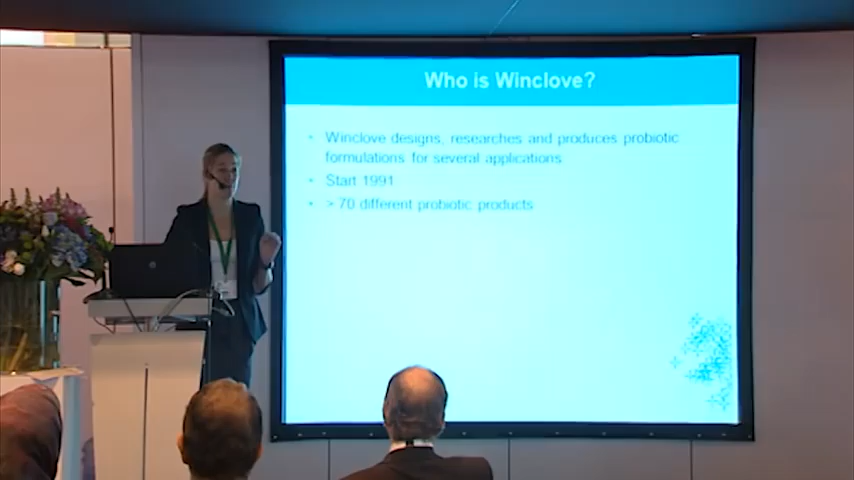 Who is Winclove?
• Winclove designs, researches and produces probiotic
formulations for several applications
• Start 1991
• > 70 different probiotic products